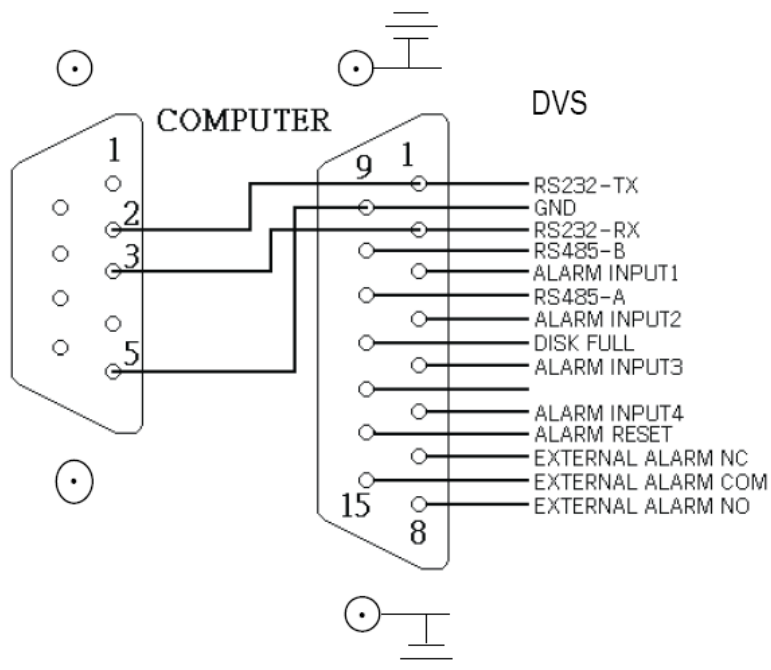 DVS
COMPUTER
1
9
1
RS232-TX
GND
2
RS232-RX
3
RS485-B
ALARM INPUT1
RS485-A
ALARM INPUT2
DISK FULL
5
ALARM INPUT3
ALARM INPUT4
ALARM RESET
EXTERNAL ALARM NC
EXTERNAL ALARM COM
15
EXTERNAL ALARM NO
8